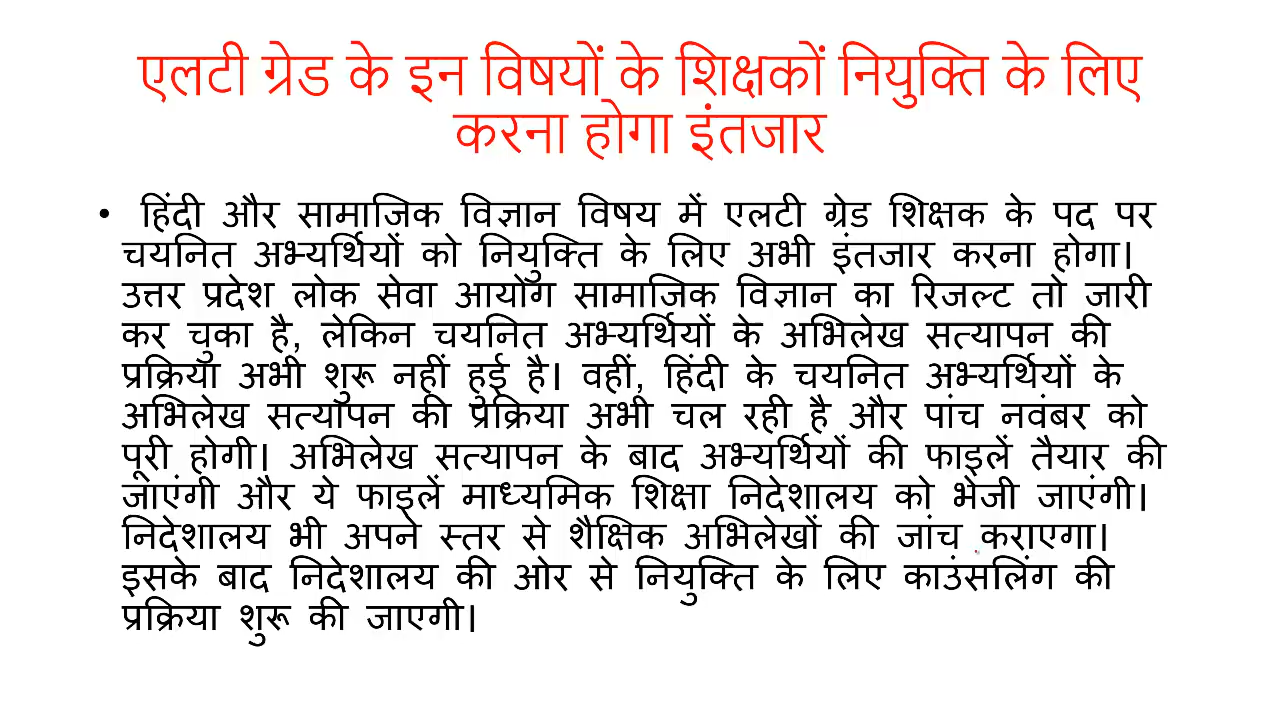 एलटी ग्रेड के इन विषयों के शिक्षकों नियुक्ति के लिए
करना होगा इंतजार
• हिंदी और सामाजिक विज्ञान विषय में एलटी ग्रेड शिक्षक के पद पर
चयनित अभ्यर्थियों को नियुक्ति के लिए अभी इंतजार करना होगा।
उत्तर प्रदेश लोक सेवा आयोग सामाजिक विज्ञान का रिजल्ट तो जारी
कर चुका है, लेकिन चयनित अभ्यर्थियों के अभिलेख सत्यापन की
प्रक्रिया अभी शुरू नहीं हुई है। वहीं, हिंदी के चयनित अभ्यर्थियों के
अभिलेख सत्यापन की प्रक्रिया अभी चल रही है और पांच नवंबर को
पूरी होगी। अभिलेख सत्यापन के बाद अभ्यर्थियों की फाइलें तैयार की
जाएंगी और ये फाइलें माध्यमिक शिक्षा निदेशालय को भेजी जाएंगी।
निदेशालय भी अपने स्तर से शैक्षिक अभिलेखों की जांच कराएगा।
इसके बाद निदेशालय की ओर से नियुक्ति के लिए काउंसलिंग की
प्रक्रिया शुरू की जाएगी।